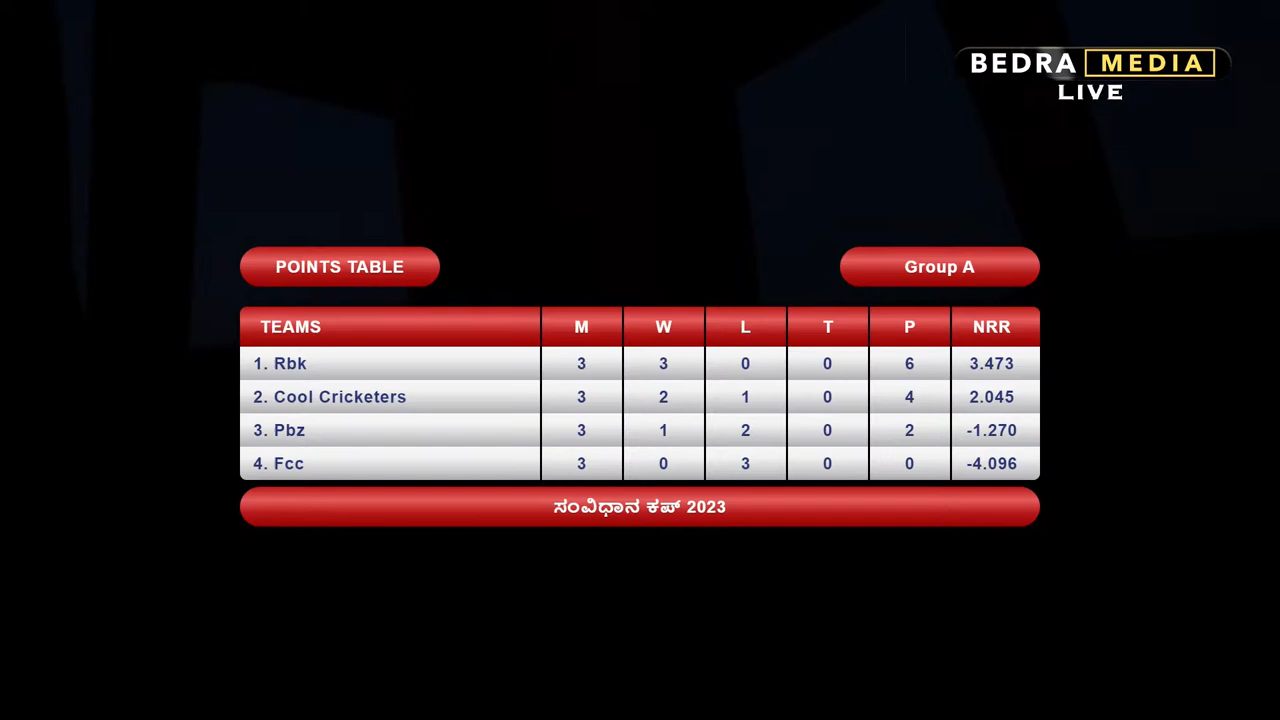 BEDRA MEDIA
LIVE
POINTS TABLE Group A
TEAMS M W L T P NRR
1. Rbk 3 3 0 0 6 3.473
2. Cool Cricketers 3 2 1 0 4 2.045
3. Pbz 3 1 2 0 2 -1.270
4. Fcc 3 0 3 0 0 -4.096
ಸಂವಿಧಾನ ಕಪ್ 2023